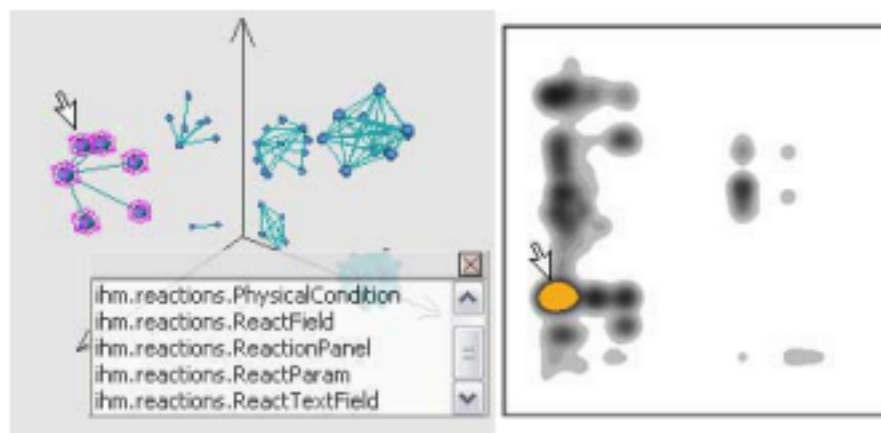 ihm.reactions.PhysicalCondition
ihm.reactions.ReactField
ihm.reactions.ReactionPanel
ihm.reactions.ReactParam
ihm.reactions.ReactTextField